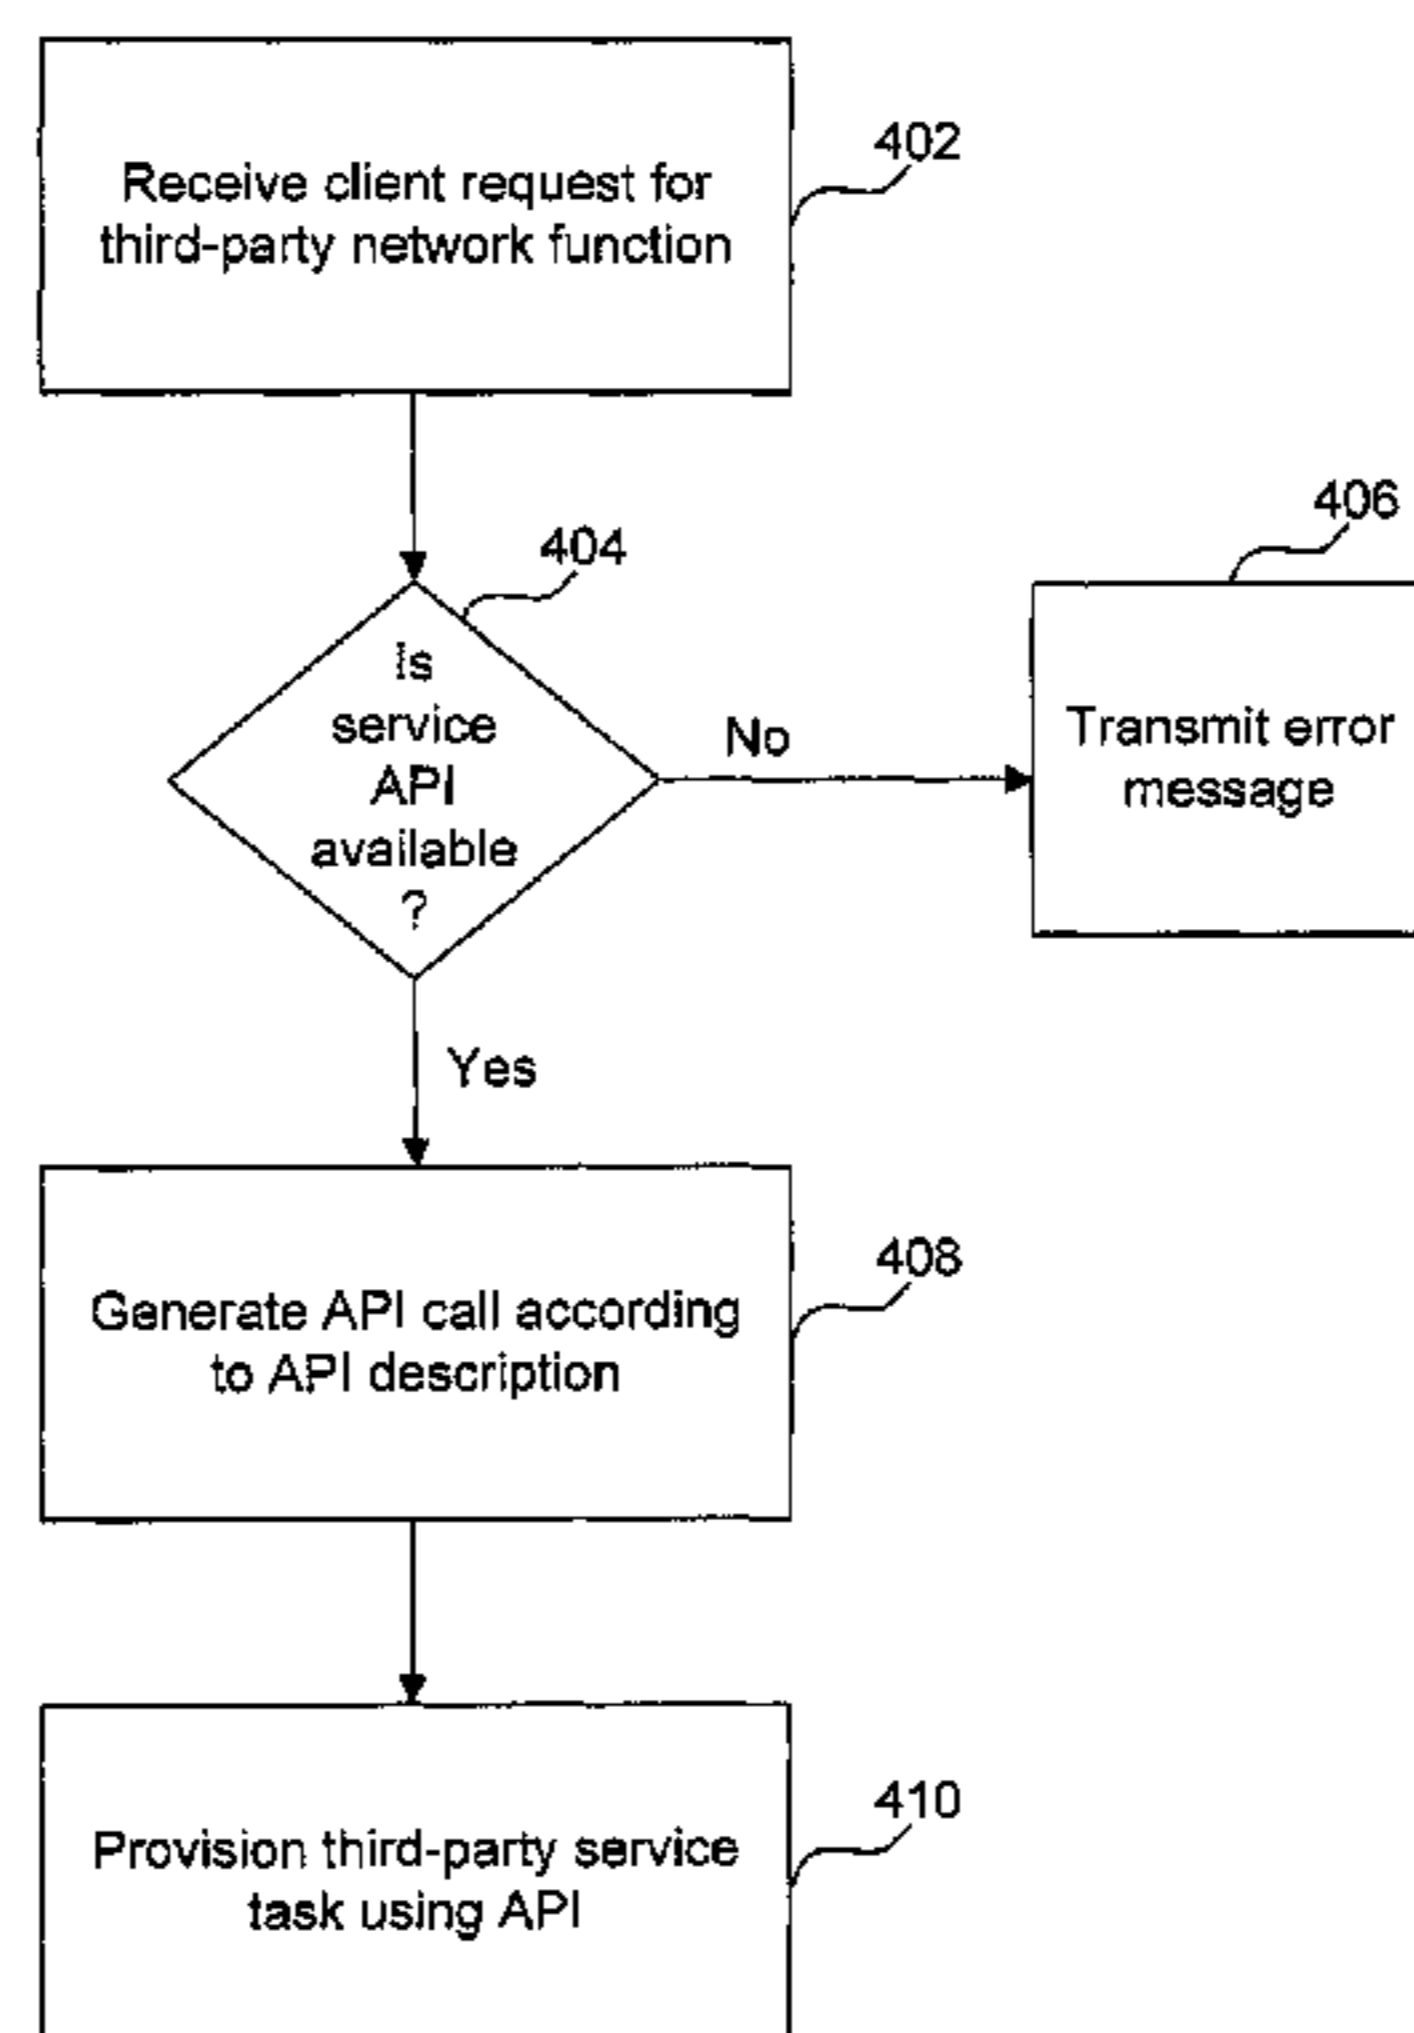 Receive client request for
third-party network function
402
404
Is
service
API
available
?
No
406
Transmit error
message
Yes
Generate API call according
to API description
408
Provision third-party service
task using API
410